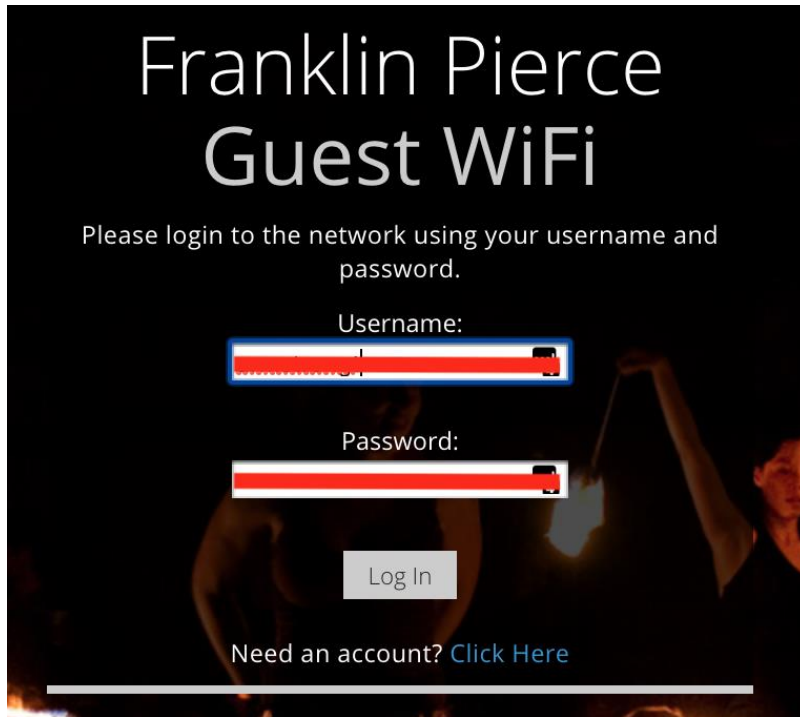 Franklin Pierce
Guest WiFi
Please login to the network using your username and
password.
Username:
Password:
Log In
Need an account? Click Here